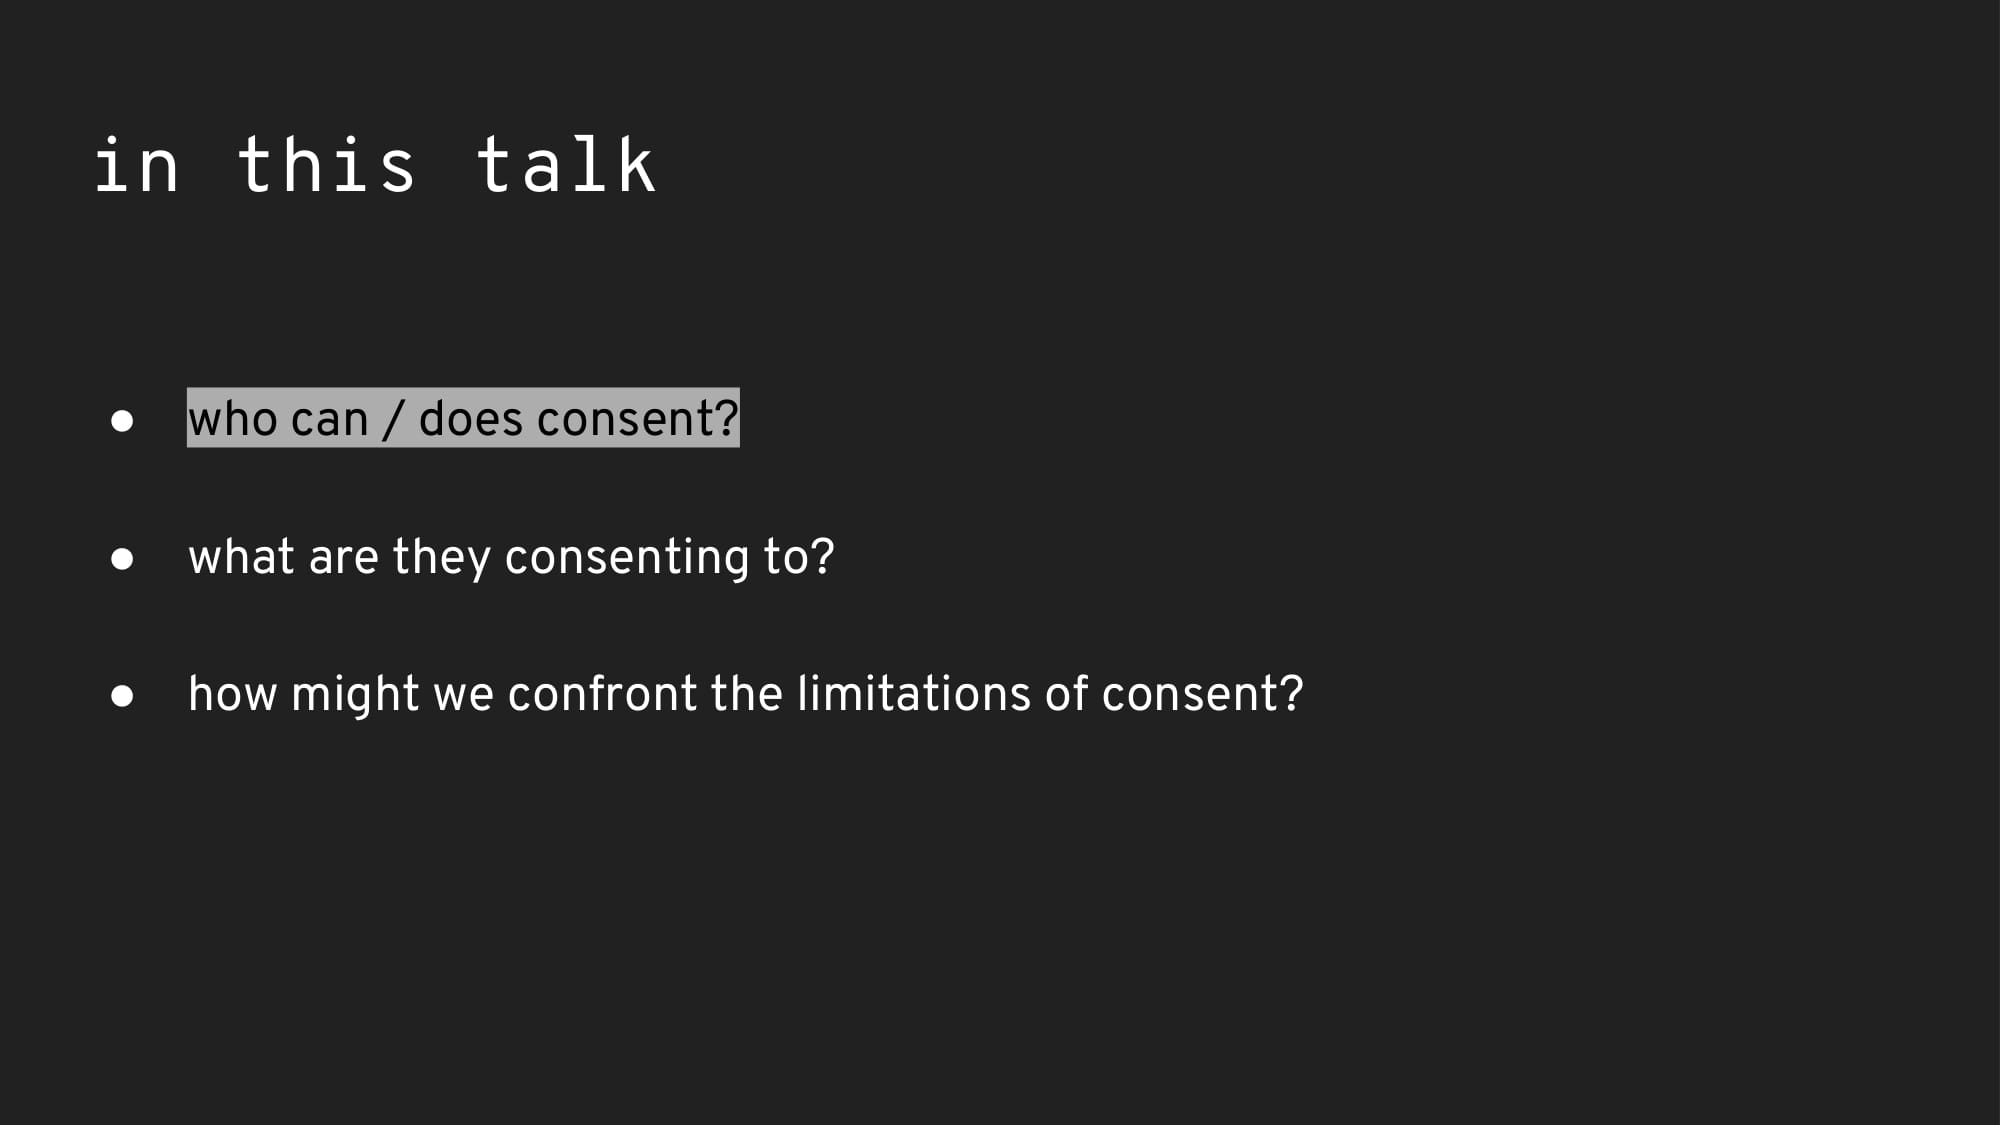 in this talk
● who can / does consent?
● what are they consenting to?
● how might we confront the limitations of consent?